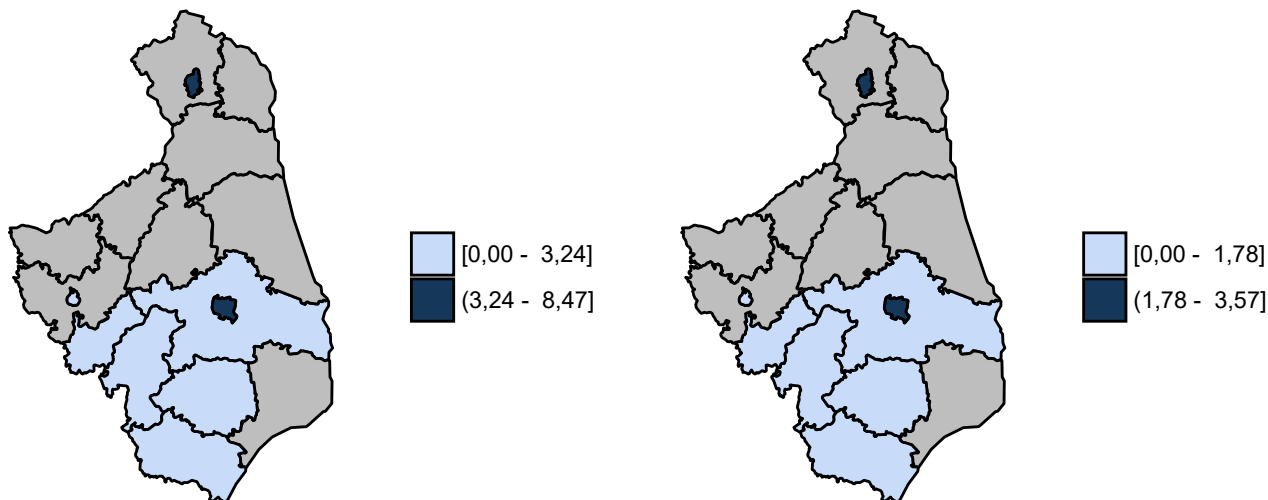 [0,00 -  3,24]
(3,24 -  8,47]
[0,00 -  1,78]
(1,78 -  3,57]